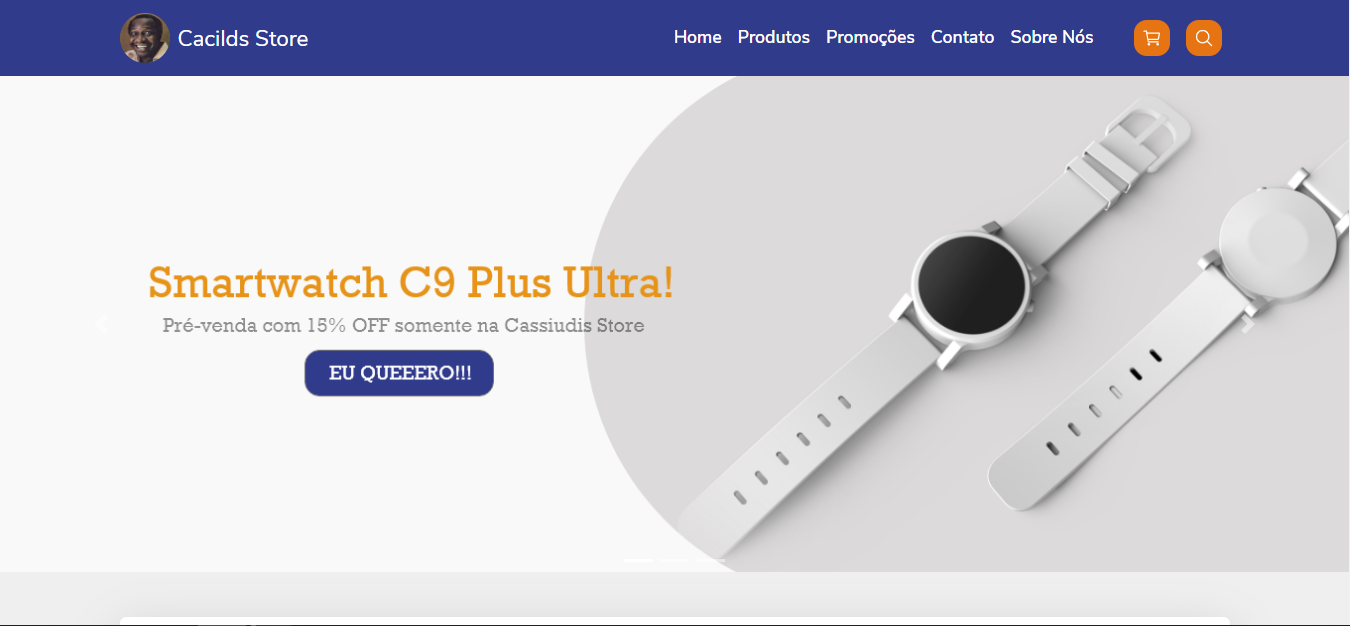 Cacilds Store
Home Produtos Promoções Contato Sobre Nós
Smartwatch C9 Plus Ultra!
Pré-venda com 15% OFF somente na Cassiudis Store
EU QUEEERO!!!